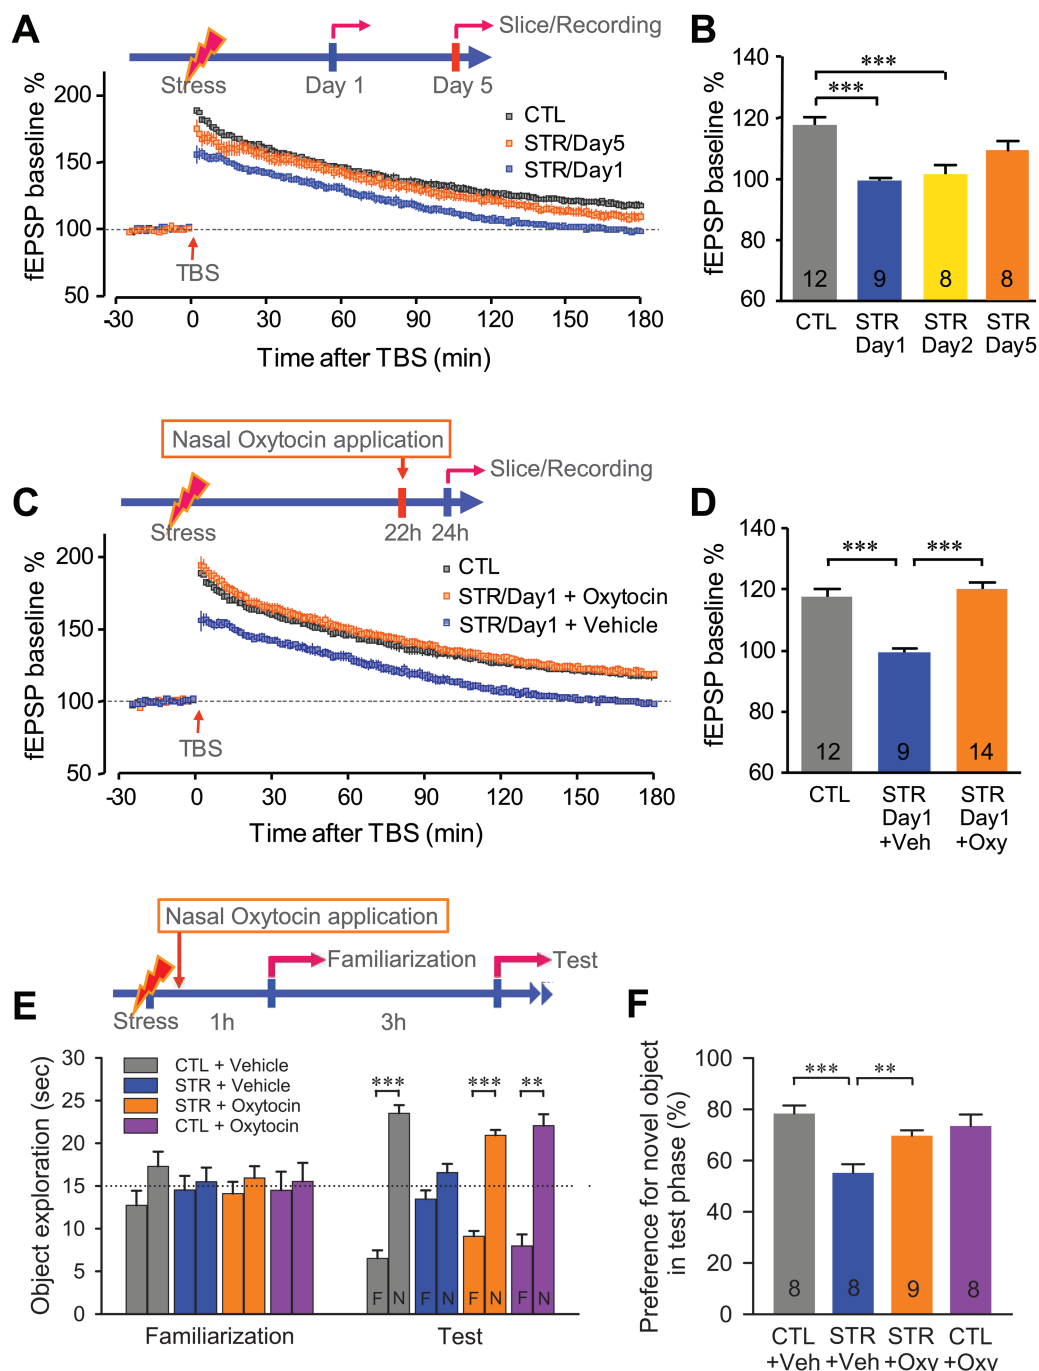 A
Slice/Recording
Stress
Day 1
Day 5
fEPSP baseline %
200
150
100
50
CTL
STR/Day5
STR/Day1
TBS
-30 0 30 60 90 120 150 180
Time after TBS (min)
B
fEPSP baseline %
140
120
100
80
60
*** 
***
12 9 8 8
CTL STR STR STR
Day1 Day2 Day5
Nasal Oxytocin application
Slice/Recording
C
Stress
22h 24h
fEPSP baseline %
200
150
100
50
CTL
STR/Day1 + Oxytocin
STR/Day1 + Vehicle
TBS
-30 0 30 60 90 120 150 180
Time after TBS (min)
D
fEPSP baseline %
140
120
100
80
60
*** ***
12 9 14
CTL STR STR
Day1 Day1
+Veh +Oxy
Nasal Oxytocin application
Familiarization
Test
E
Stress 1h 3h
Object exploration (sec)
30
25
20
15
10
5
0
CTL + Vehicle
STR + Vehicle
STR + Oxytocin
CTL + Oxytocin
*** *** **
F N F N F N F N
Familiarization Test
F
Preference for novel object
in test phase (%)
100
80
60
40
20
0
*** **
8 8 9 8
CTL STR STR CTL
+Veh +Veh +Oxy +Oxy